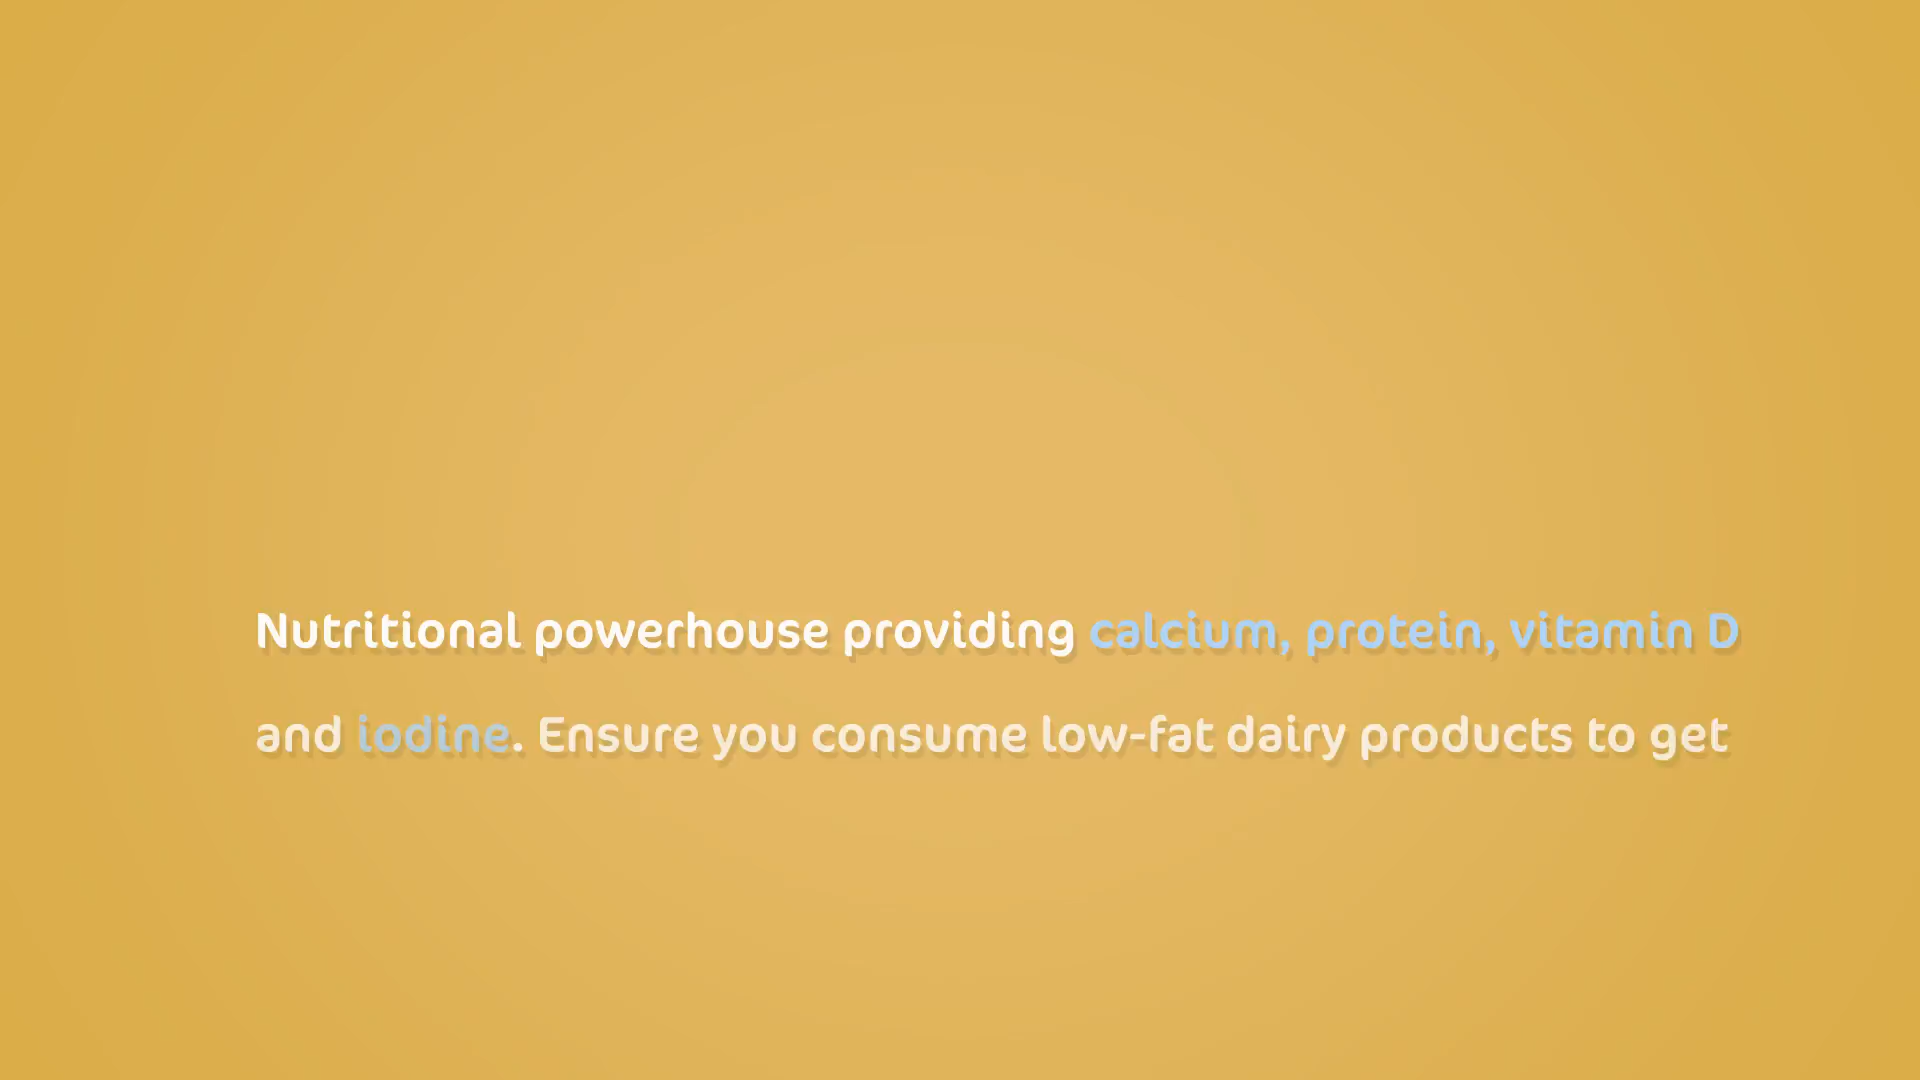 Nutritional powerhouse providing calcium, protein, vitamin D
and iodine. Ensure you consume low-fat dairy products to get